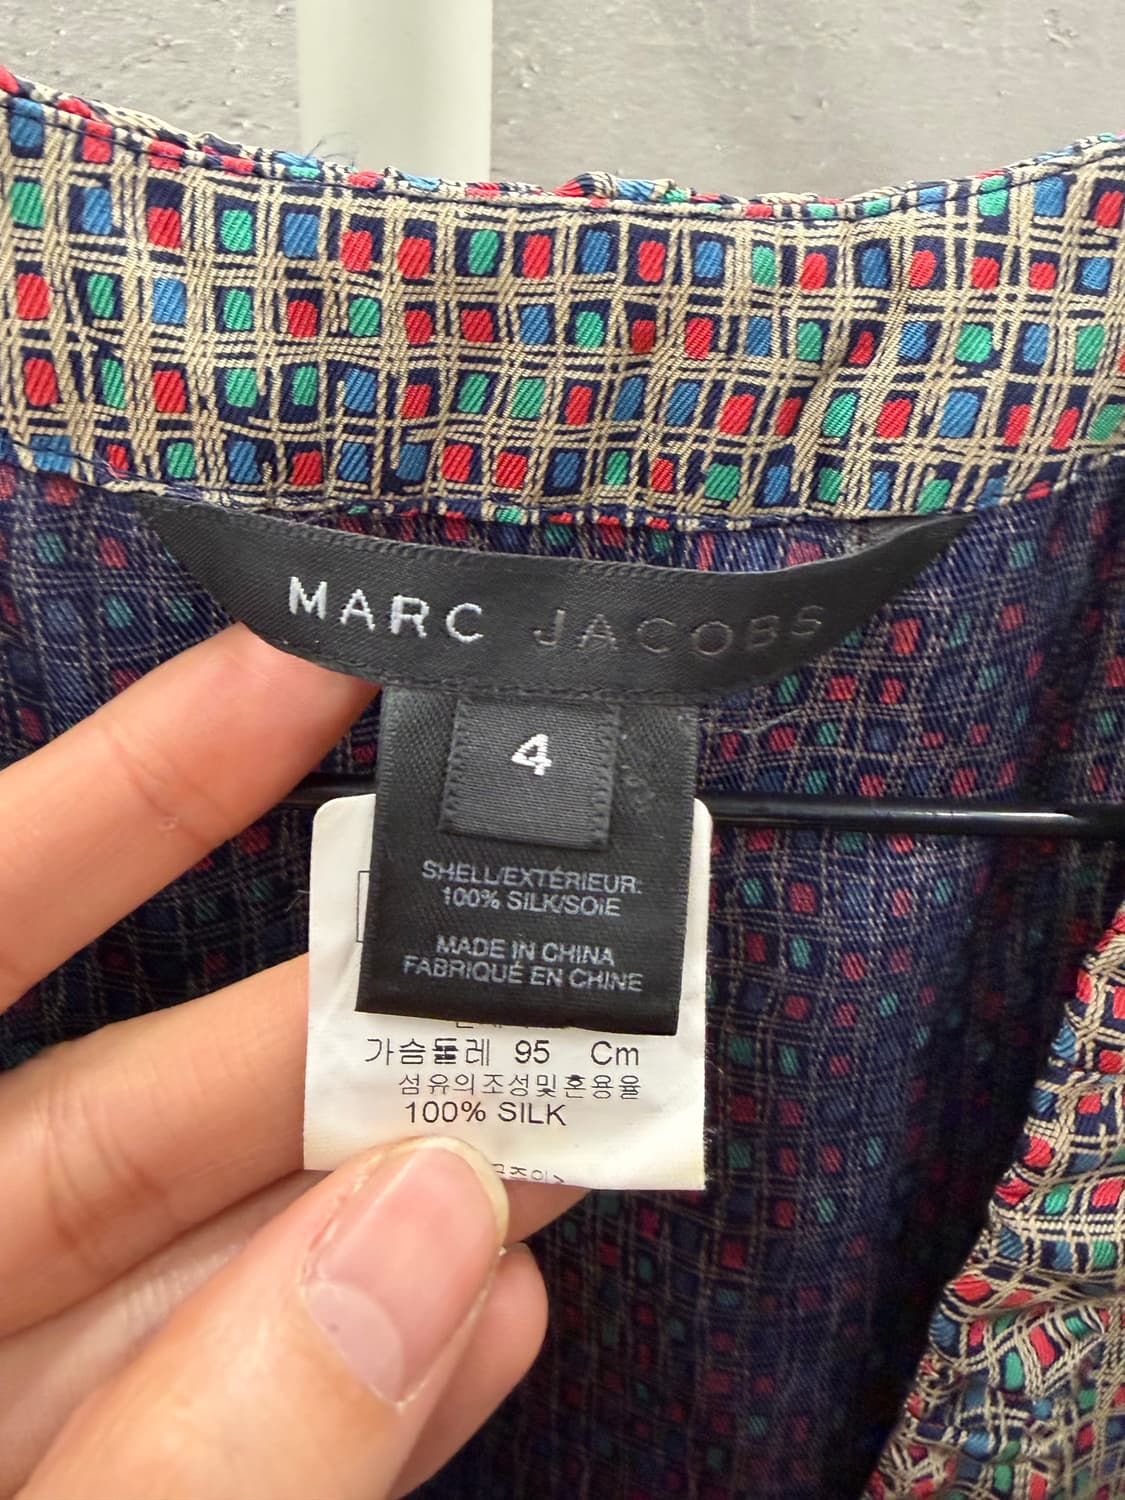 MARC JACOBS
4
SHELL/EXTÉRIEUR:
100% SILK/SOIE
MADE IN CHINA
FABRIQUÉ EN CHINE
가슴둘레 95 Cm
섬유의조성및혼용율
100% SILK